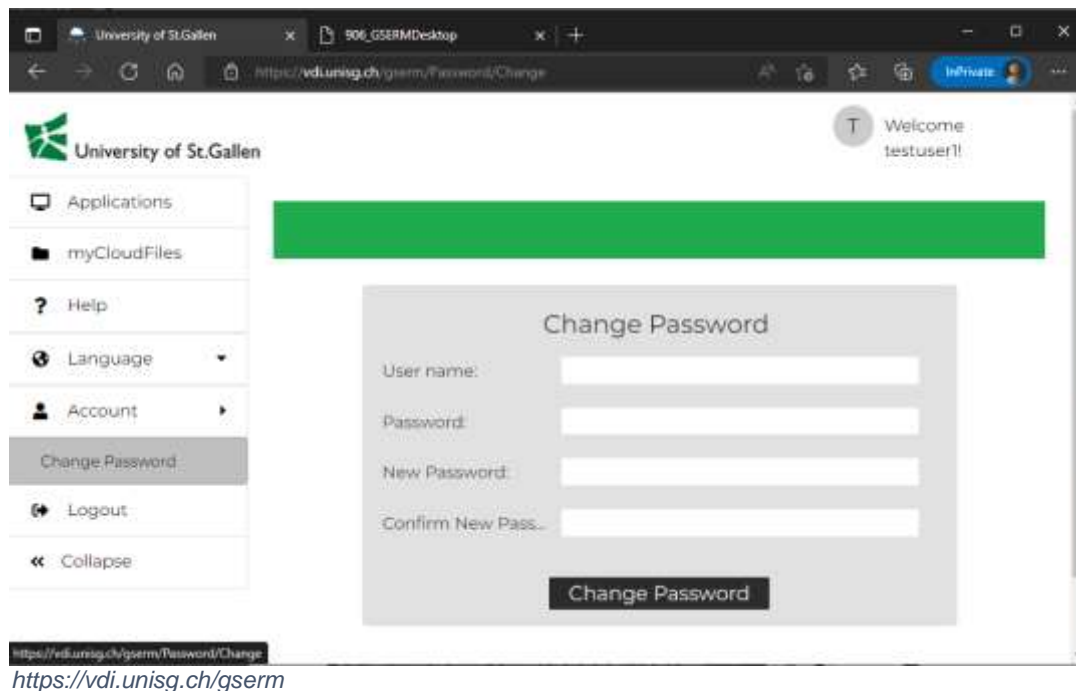 University of St.Gallen
906_GSERMDesktop
https://vdi.unisg.ch/gserm/Password/Change
InPrivate
University of St.Gallen
T
Welcome
testuser1!
Applications
myCloudFiles
Help
Language
Account
Change Password
Logout
Collapse
Change Password
User name:
Password:
New Password:
Confirm New Pass...
Change Password
https://vdi.unisg.ch/gserm/Password/Change
https://vdi.unisg.ch/gserm